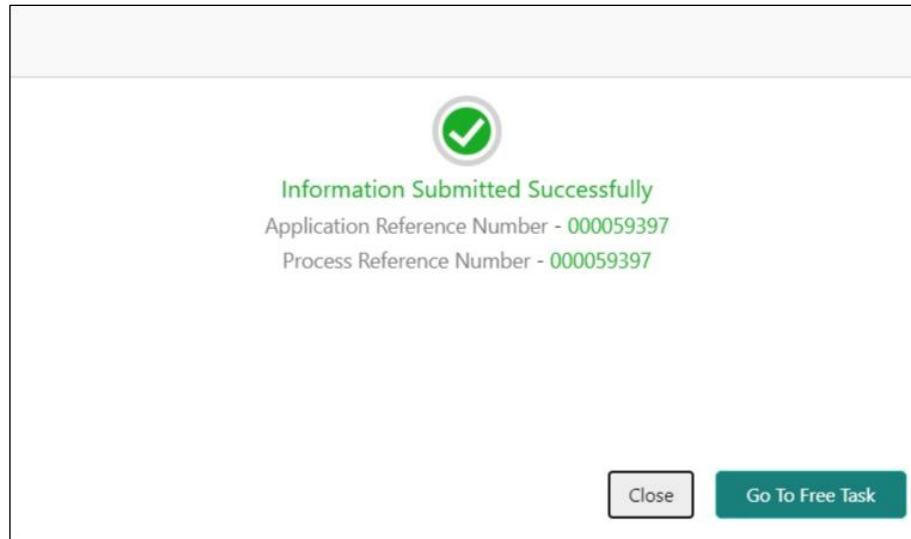 Information Submitted Successfully
Application Reference Number - 000059397
Process Reference Number - 000059397
Close
Go To Free Task